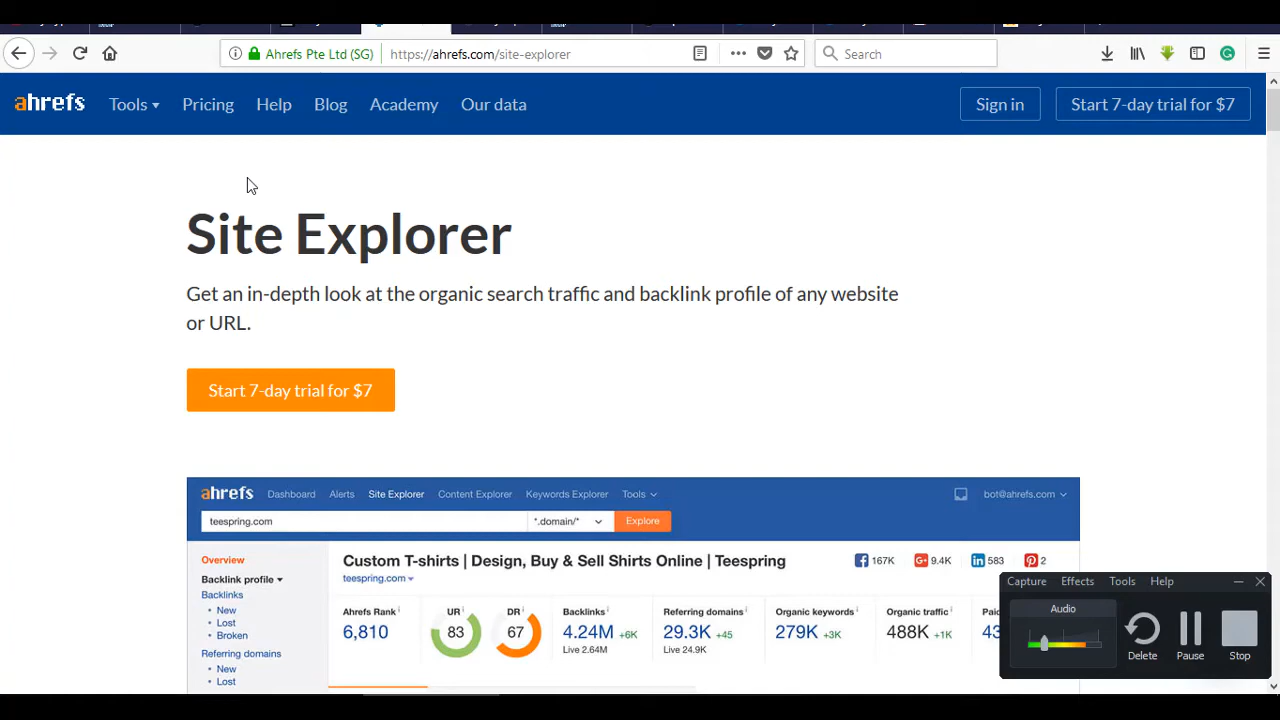 Ahrefs Pte Ltd (SG) https://ahrefs.com/site-explorer Search
ahrefs Tools Pricing Help Blog Academy Our data Sign in Start 7-day trial for $7
Site Explorer
Get an in-depth look at the organic search traffic and backlink profile of any website
or URL.
Start 7-day trial for $7
ahrefs Dashboard Alerts Site Explorer Content Explorer Keywords Explorer Tools bot@ahrefs.com
teespring.com *.domain/* Explore
Overview
Backlink profile
Backlinks
New
Lost
Broken
Referring domains
New
Lost
Custom T-shirts | Design, Buy & Sell Shirts Online | Teespring 167K 9.4K 583 2
teespring.com
Ahrefs Rank UR DR Backlinks Referring domains Organic keywords Organic traffic
6,810 83 67 4.24M +6K 29.3K +45 279K +3K 488K +1K
Live 2.64M Live 24.9K
Capture Effects Tools Help
Audio
Delete Pause Stop